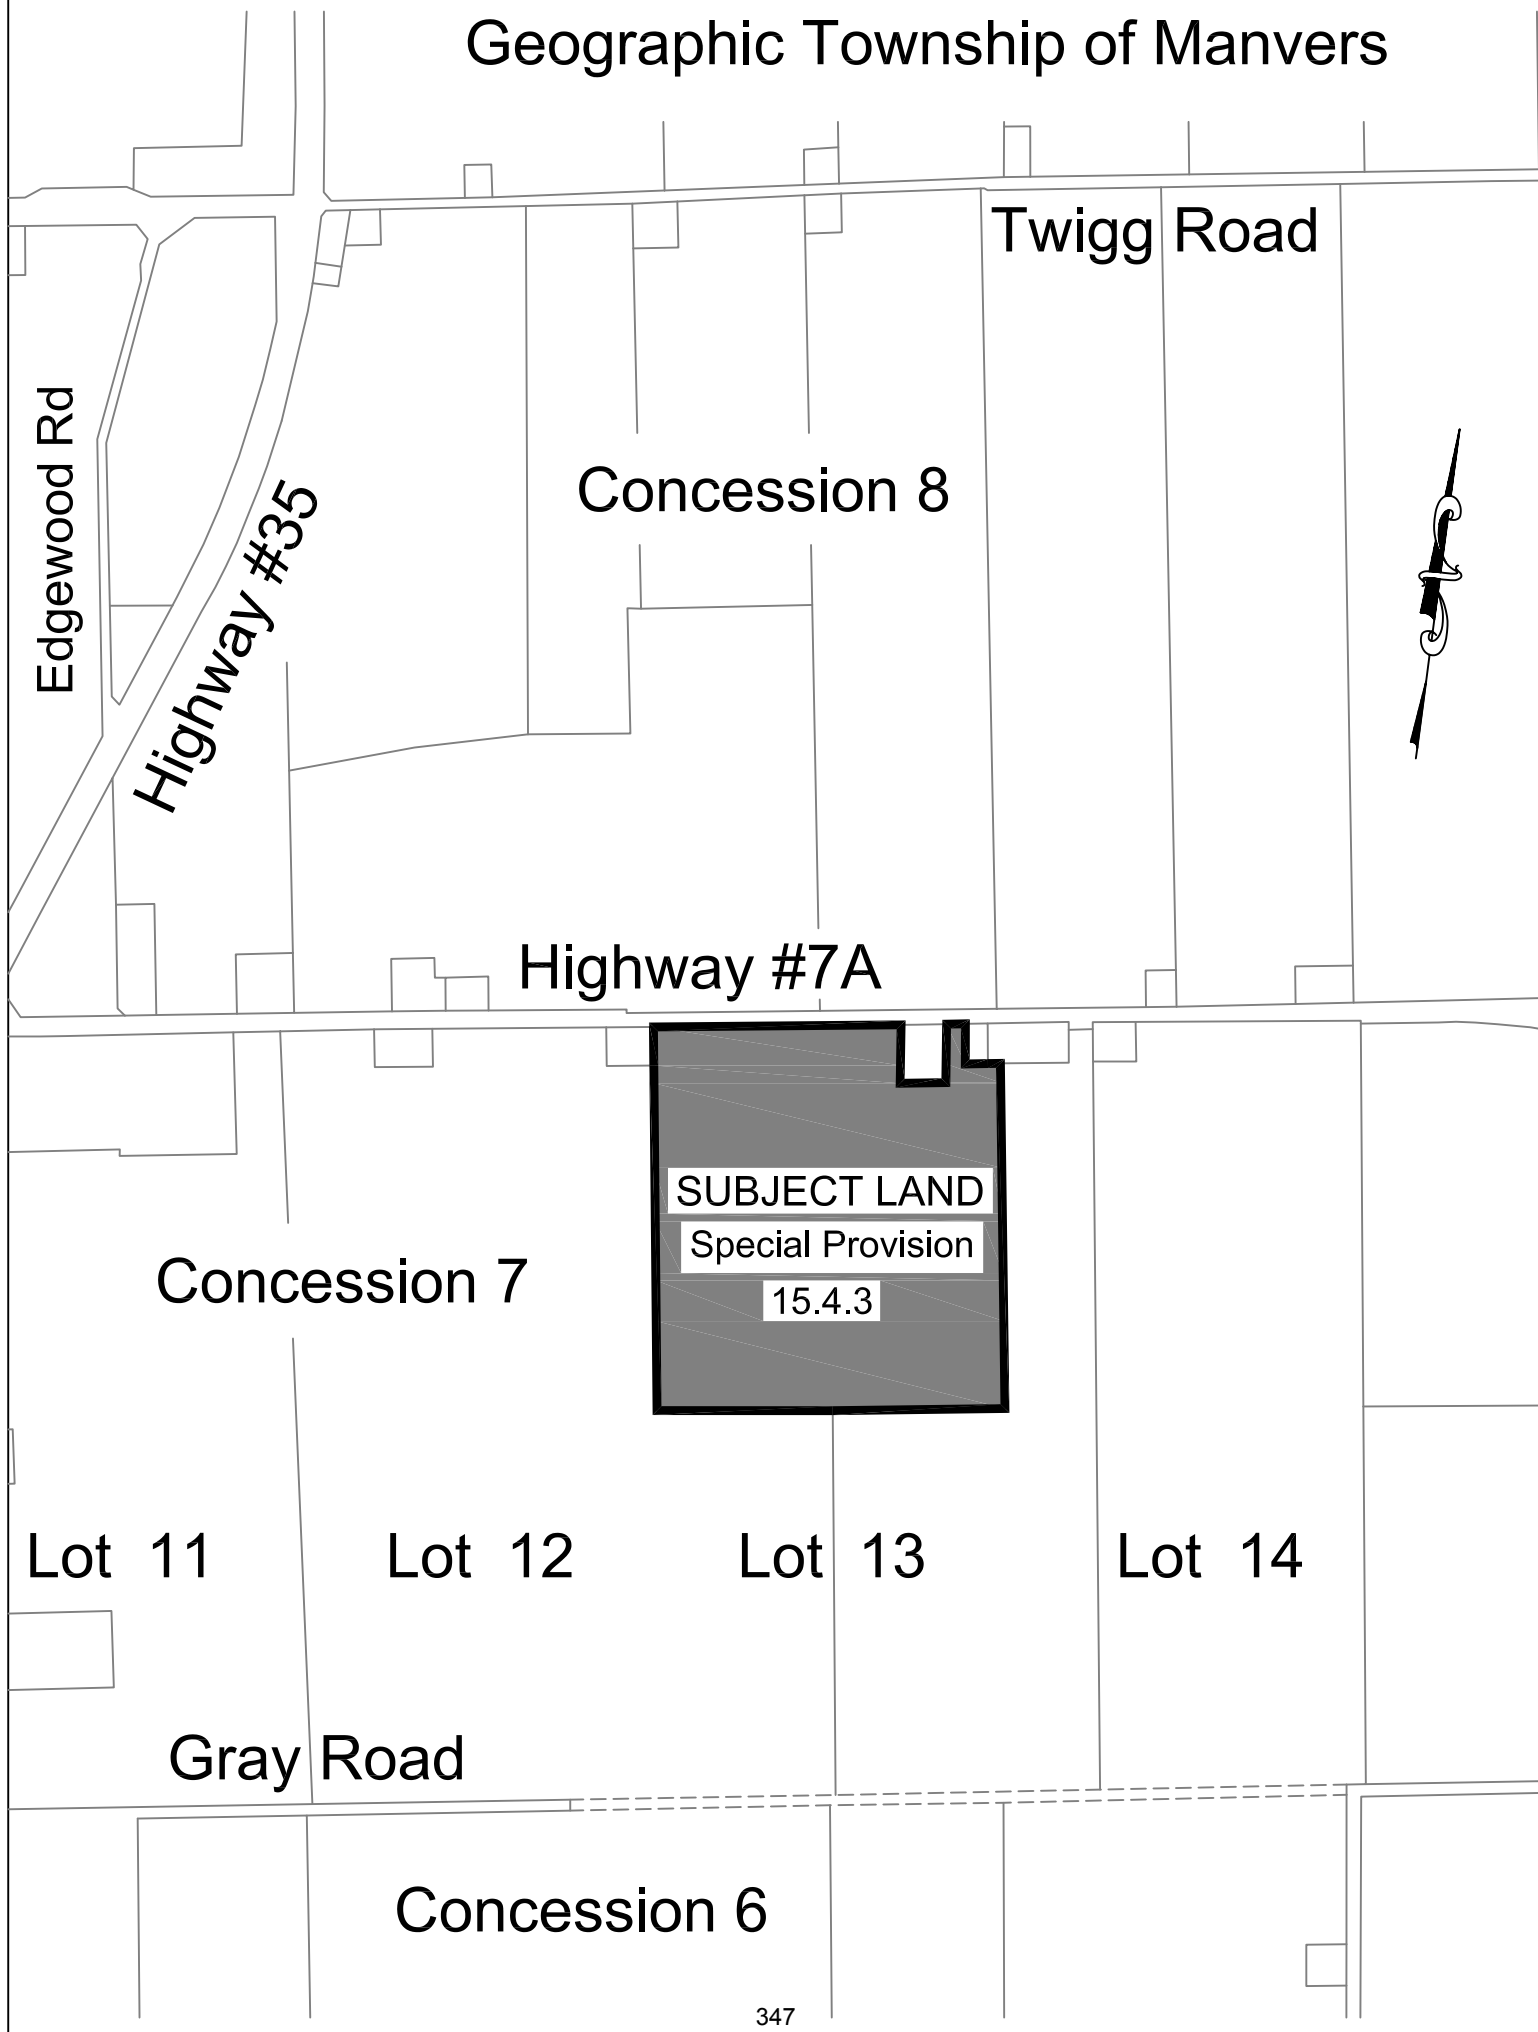 Geographic Township of Manvers
Twigg Road
Edgewood Rd
Highway #35
Concession 8
Highway #7A
SUBJECT LAND
Special Provision
15.4.3
Concession 7
Lot 11
Lot 12
Lot 13
Lot 14
Gray Road
Concession 6
347